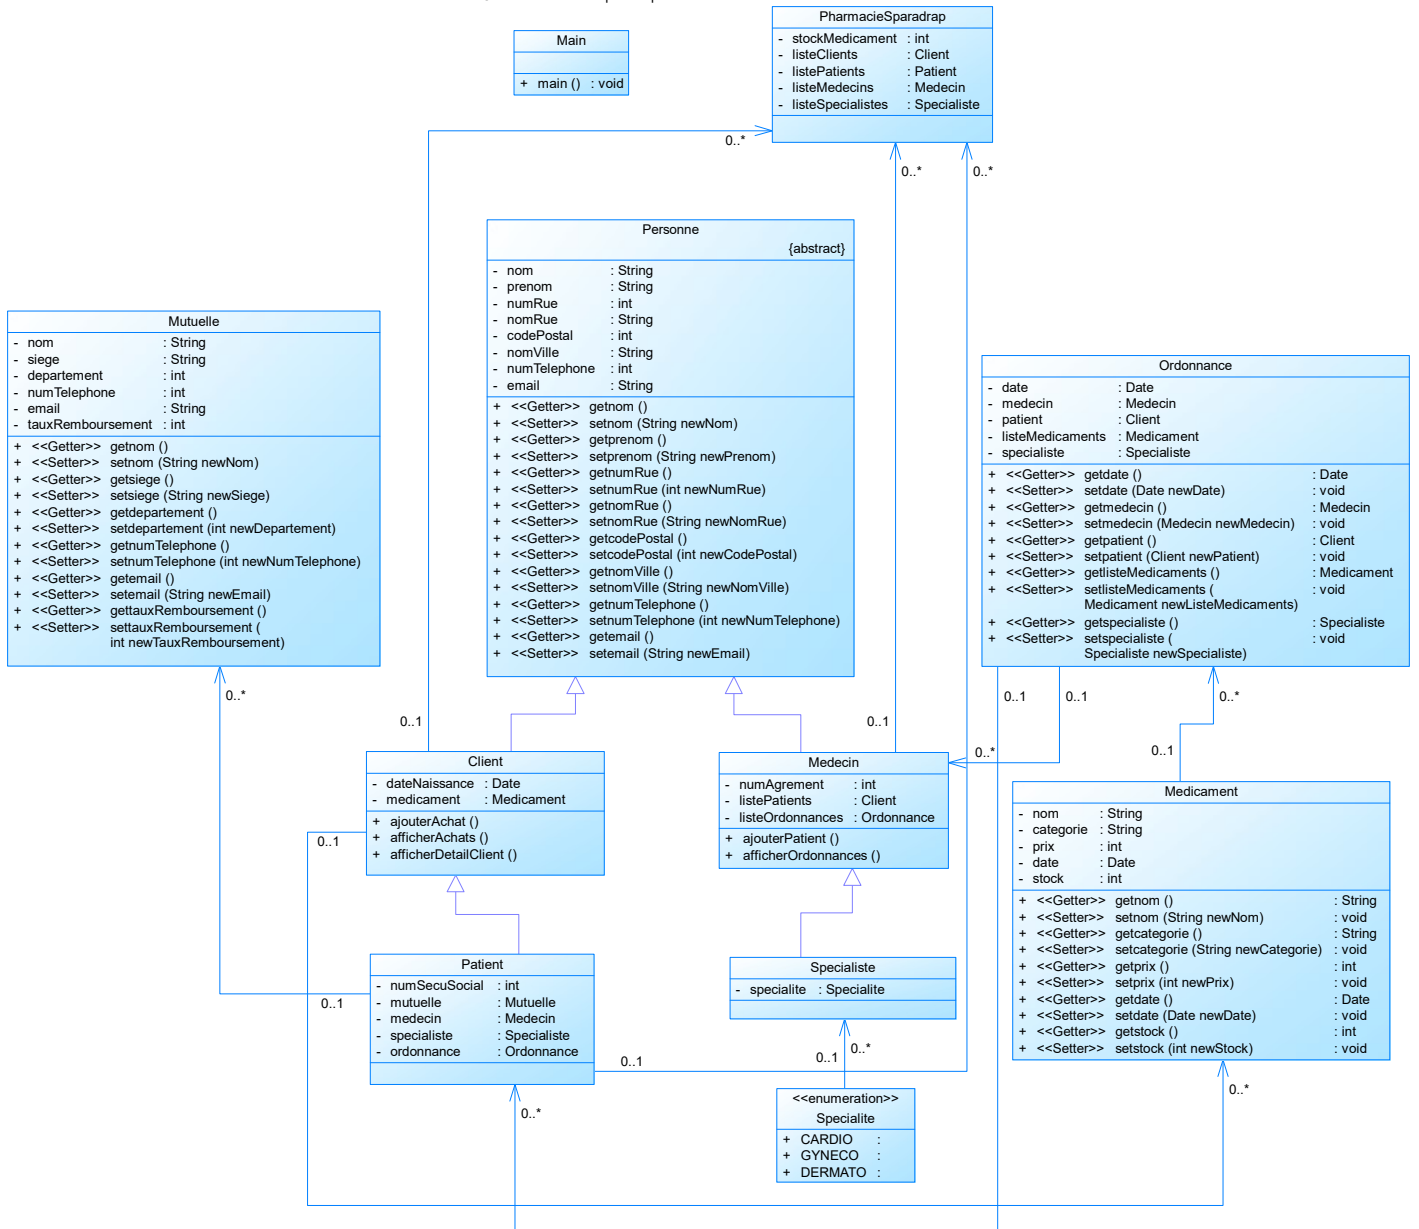 Main
+ main () : void
PharmacieSparadrap
- stockMedicament : int
- listeClients : Client
- listePatients : Patient
- listeMedecins : Medecin
- listeSpecialistes : Specialiste
0..*
0..*
0..*
Personne
{abstract}
- nom : String
- prenom : String
- numRue : int
- nomRue : String
- codePostal : int
- nomVille : String
- numTelephone : int
- email : String
+ <<Getter>> getnom ()
+ <<Setter>> setnom (String newNom)
+ <<Getter>> getprenom ()
+ <<Setter>> setprenom (String newPrenom)
+ <<Getter>> getnumRue ()
+ <<Setter>> setnumRue (int newNumRue)
+ <<Getter>> getnomRue ()
+ <<Setter>> setnomRue (String newNomRue)
+ <<Getter>> getcodePostal ()
+ <<Setter>> setcodePostal (int newCodePostal)
+ <<Getter>> getnomVille ()
+ <<Setter>> setnomVille (String newNomVille)
+ <<Getter>> getnumTelephone ()
+ <<Setter>> setnumTelephone (int newNumTelephone)
+ <<Getter>> getemail ()
+ <<Setter>> setemail (String newEmail)
Mutuelle
- nom : String
- siege : String
- departement : int
- numTelephone : int
- email : String
- tauxRemboursement : int
+ <<Getter>> getnom ()
+ <<Setter>> setnom (String newNom)
+ <<Getter>> getsiege ()
+ <<Setter>> setsiege (String newSiege)
+ <<Getter>> getdepartement ()
+ <<Setter>> setdepartement (int newDepartement)
+ <<Getter>> getnumTelephone ()
+ <<Setter>> setnumTelephone (int newNumTelephone)
+ <<Getter>> getemail ()
+ <<Setter>> setemail (String newEmail)
+ <<Getter>> gettauxRemboursement ()
+ <<Setter>> settauxRemboursement (
int newTauxRemboursement)
Ordonnance
- date : Date
- medecin : Medecin
- patient : Client
- listeMedicaments : Medicament
- specialiste : Specialiste
+ <<Getter>> getdate () : Date
+ <<Setter>> setdate (Date newDate) : void
+ <<Getter>> getmedecin () : Medecin
+ <<Setter>> setmedecin (Medecin newMedecin) : void
+ <<Getter>> getpatient () : Client
+ <<Setter>> setpatient (Client newPatient) : void
+ <<Getter>> getlisteMedicaments () : Medicament
+ <<Setter>> setlisteMedicaments ( : void
Medicament newListeMedicaments)
+ <<Getter>> getspecialiste () : Specialiste
+ <<Setter>> setspecialiste ( : void
Specialiste newSpecialiste)
0..*
0..1
0..1
0..1
0..1
0..*
0..*
0..1
Client
- dateNaissance : Date
- medicament : Medicament
+ ajouterAchat ()
+ afficherAchats ()
+ afficherDetailClient ()
0..1
Medecin
- numAgrement : int
- listePatients : Client
- listeOrdonnances : Ordonnance
+ ajouterPatient ()
+ afficherOrdonnances ()
Medicament
- nom : String
- categorie : String
- prix : int
- date : Date
- stock : int
+ <<Getter>> getnom () : String
+ <<Setter>> setnom (String newNom) : void
+ <<Getter>> getcategorie () : String
+ <<Setter>> setcategorie (String newCategorie) : void
+ <<Getter>> getprix () : int
+ <<Setter>> setprix (int newPrix) : void
+ <<Getter>> getdate () : Date
+ <<Setter>> setdate (Date newDate) : void
+ <<Getter>> getstock () : int
+ <<Setter>> setstock (int newStock) : void
Patient
- numSecuSocial : int
- mutuelle : Mutuelle
- medecin : Medecin
- specialiste : Specialiste
- ordonnance : Ordonnance
0..1
0..1
Specialiste
- specialite : Specialite
0..*
0..1
0..*
0..*
<<enumeration>>
Specialite
+ CARDIO :
+ GYNECO :
+ DERMATO :